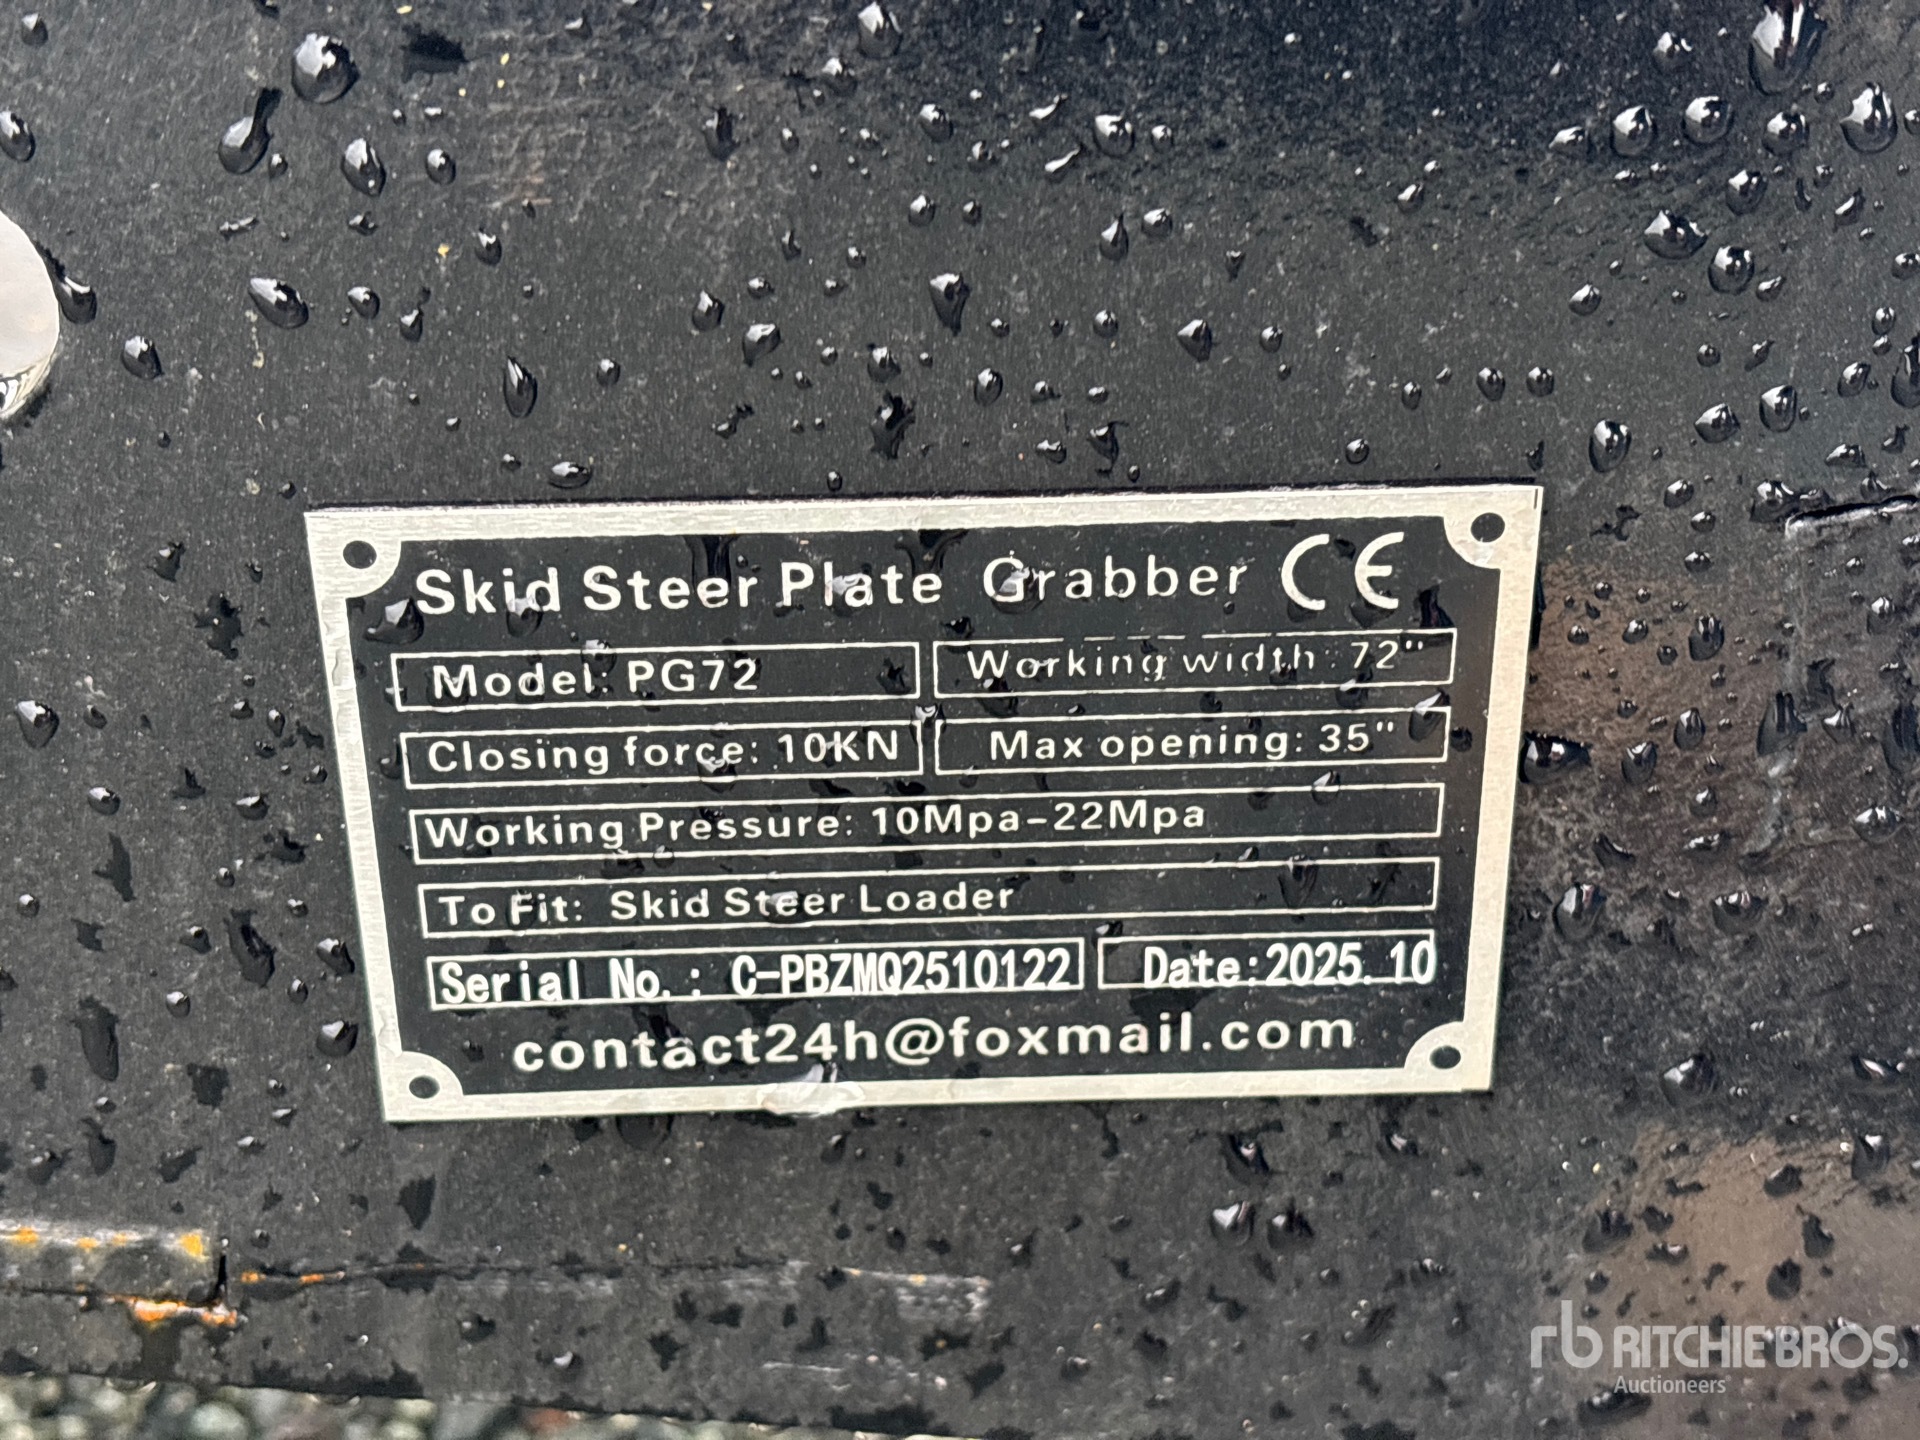 Skid Steer Plate Grabber CE
Model: PG72
Working width: 72"
Closing force: 10KN
Max opening: 35"
Working Pressure: 10Mpa-22Mpa
To Fit: Skid Steer Loader
Serial No.: C-PBZMQ2510122
Date:2025.10
contact24h@foxmail.com
rb RITCHIE BROS.
Auctioneers